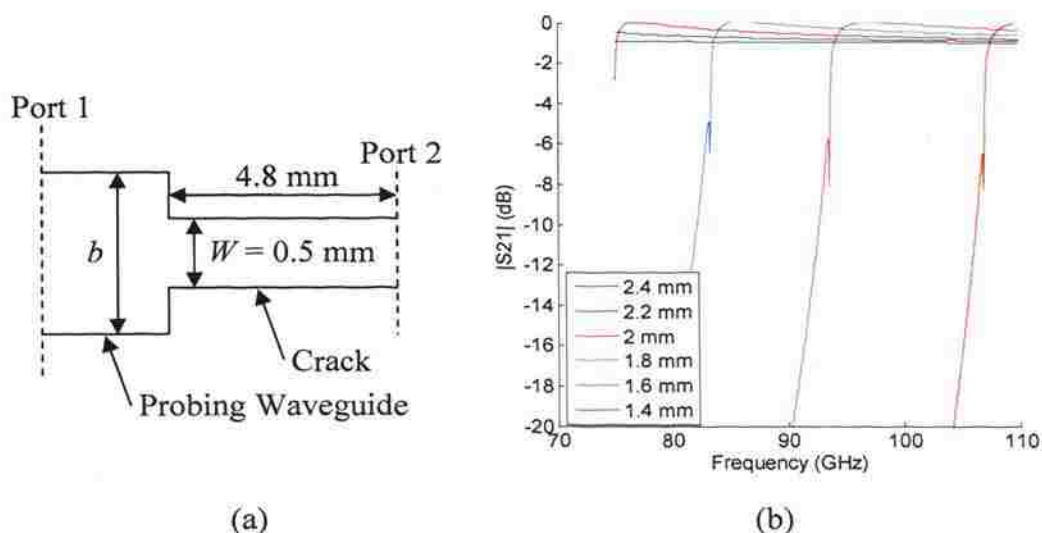 Port 1
Port 2
4.8 mm
b
W = 0.5 mm
Crack
Probing Waveguide
(a)
0
-2
-4
-6
-8
-10
-12
-14
-16
-18
-20
|S21| (dB)
2.4 mm
2.2 mm
2 mm
1.8 mm
1.6 mm
1.4 mm
70
80
90
100
110
Frequency (GHz)
(b)